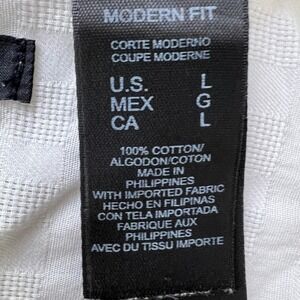 MODERN FIT
CORTE MODERNO
COUPE MODERNE
U.S. L
MEX G
CA L
100% COTTON/
ALGODON/COTON
MADE IN
PHILIPPINES
WITH IMPORTED FABRIC
HECHO EN FILIPINAS
CON TELA IMPORTADA
FABRIQUE AUX
PHILIPPINES
AVEC DU TISSU IMPORTE